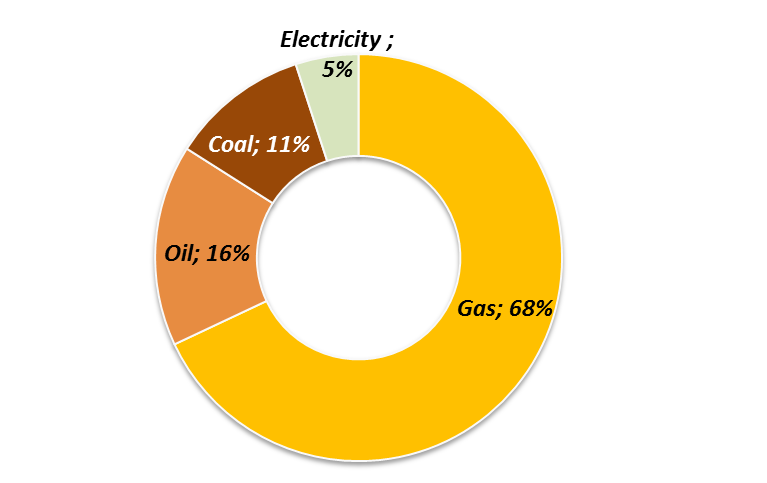 Electricity ;
5%
Coal; 11%
Oil; 16%
Gas; 68%